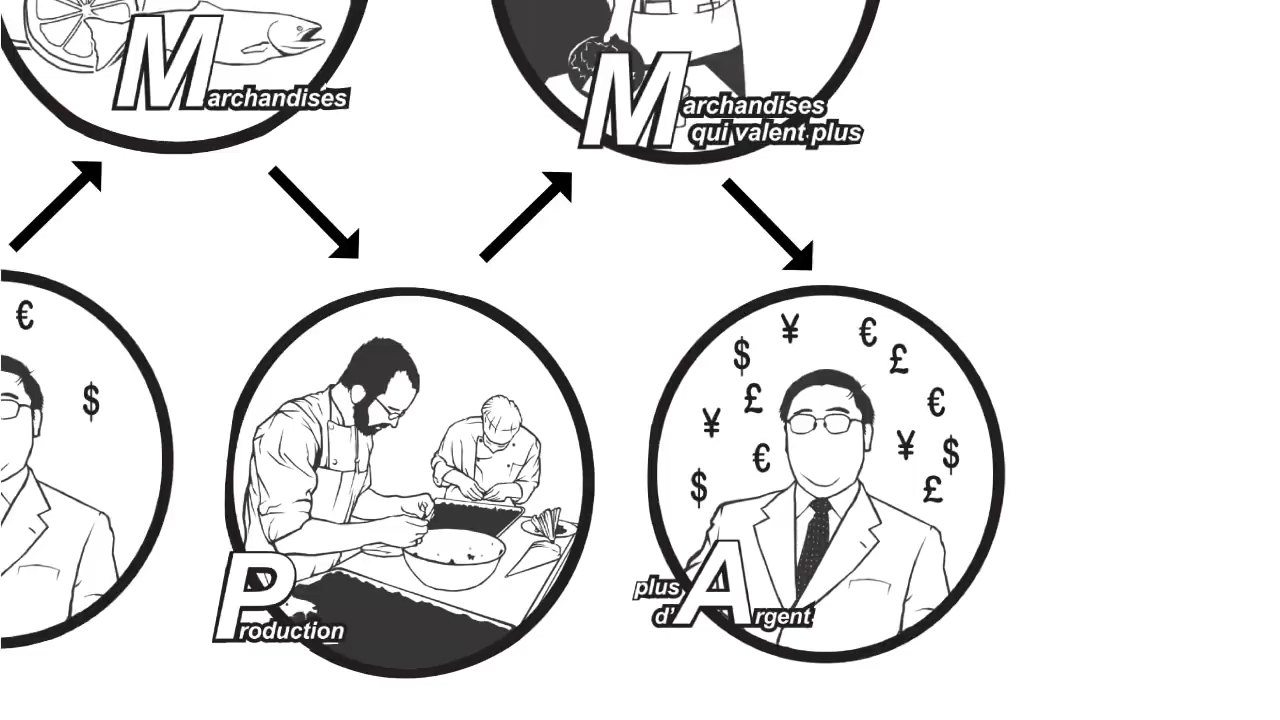 Marchandises
Marchandises
qui valent plus
€
$
Production
¥
€
$
£
£
€
¥
¥
$
€
$
£
plus
d'Argent